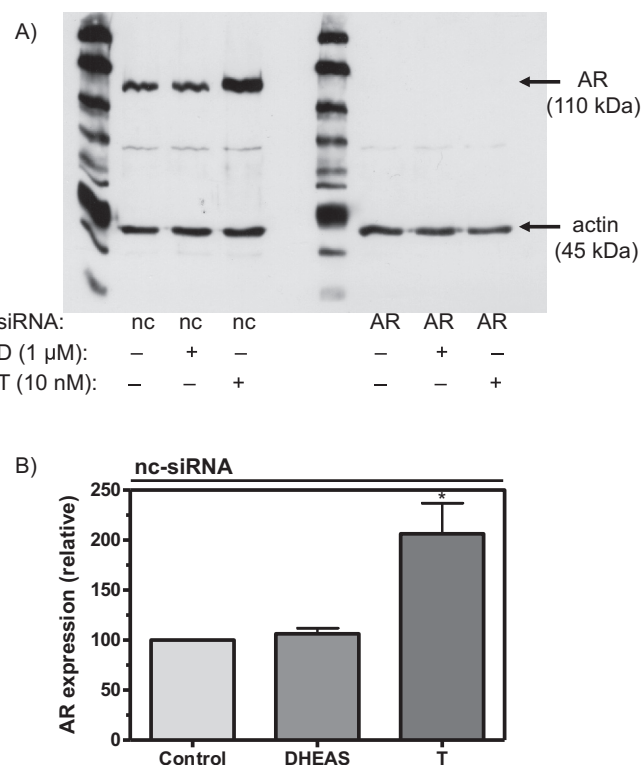 A)
AR
(110 kDa)
actin
(45 kDa)
siRNA: nc nc nc AR AR AR
D (1 µM): – + – – + –
T (10 nM): – – + – – +
B)
nc-siRNA
250
200
150
100
50
0
AR expression (relative)
*
Control DHEAS T